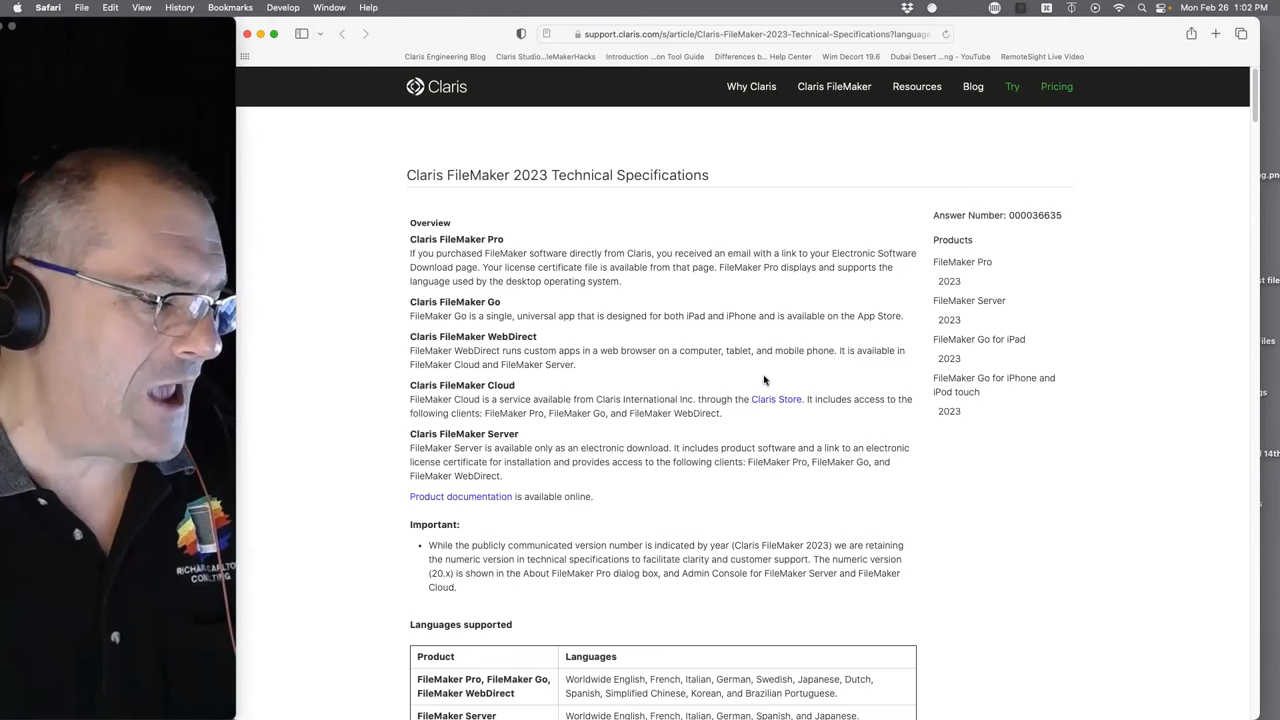 Safari File Edit View History Bookmarks Develop Window Help
Mon May 1 1:02 PM
support.claris.com/s/article/Claris-FileMaker-2023-Technical-Specifications?language
Claris Engineering Blog Claris Studio...leMakerHacks Introduction ...on Tool Guide Differences b... Help Center Wim Decort 19.6 Dubai Desert ...ng - YouTube RemoteSight Live Video
Claris
Why Claris Claris FileMaker Resources Blog Try Pricing
Claris FileMaker 2023 Technical Specifications
Overview
Claris FileMaker Pro
If you purchased FileMaker software directly from Claris, you received an email with a link to your Electronic Software
Download page. Your license certificate file is available from that page. FileMaker Pro displays and supports the
language used by the desktop operating system.
Claris FileMaker Go
FileMaker Go is a single, universal app that is designed for both iPad and iPhone and is available on the App Store.
Claris FileMaker WebDirect
FileMaker WebDirect runs custom apps in a web browser on a computer, tablet, and mobile phone. It is available in
FileMaker Cloud and FileMaker Server.
Claris FileMaker Cloud
FileMaker Cloud is a service available from Claris International Inc. through the Claris Store. It includes access to the
following clients: FileMaker Pro, FileMaker Go, and FileMaker WebDirect.
Claris FileMaker Server
FileMaker Server is available only as an electronic download. It includes product software and a link to an electronic
license certificate for installation and provides access to the following clients: FileMaker Pro, FileMaker Go, and
FileMaker WebDirect.
Product documentation is available online.
Important:
• While the publicly communicated version number is indicated by year (Claris FileMaker 2023) we are retaining
the numeric version in technical specifications to facilitate clarity and customer support. The numeric version
(20.x) is shown in the About FileMaker Pro dialog box, and Admin Console for FileMaker Server and FileMaker
Cloud.
Languages supported
Product Languages
FileMaker Pro, FileMaker Go, Worldwide English, French, Italian, German, Swedish, Japanese, Dutch,
FileMaker WebDirect Spanish, Simplified Chinese, Korean, and Brazilian Portuguese.
FileMaker Server Worldwide English, French, Italian, German, Spanish, and Japanese.
Answer Number: 000036635
Products
FileMaker Pro
2023
FileMaker Server
2023
FileMaker Go for iPad
2023
FileMaker Go for iPhone and
iPod touch
2023
RICHARD CARLTON
CONSULTING